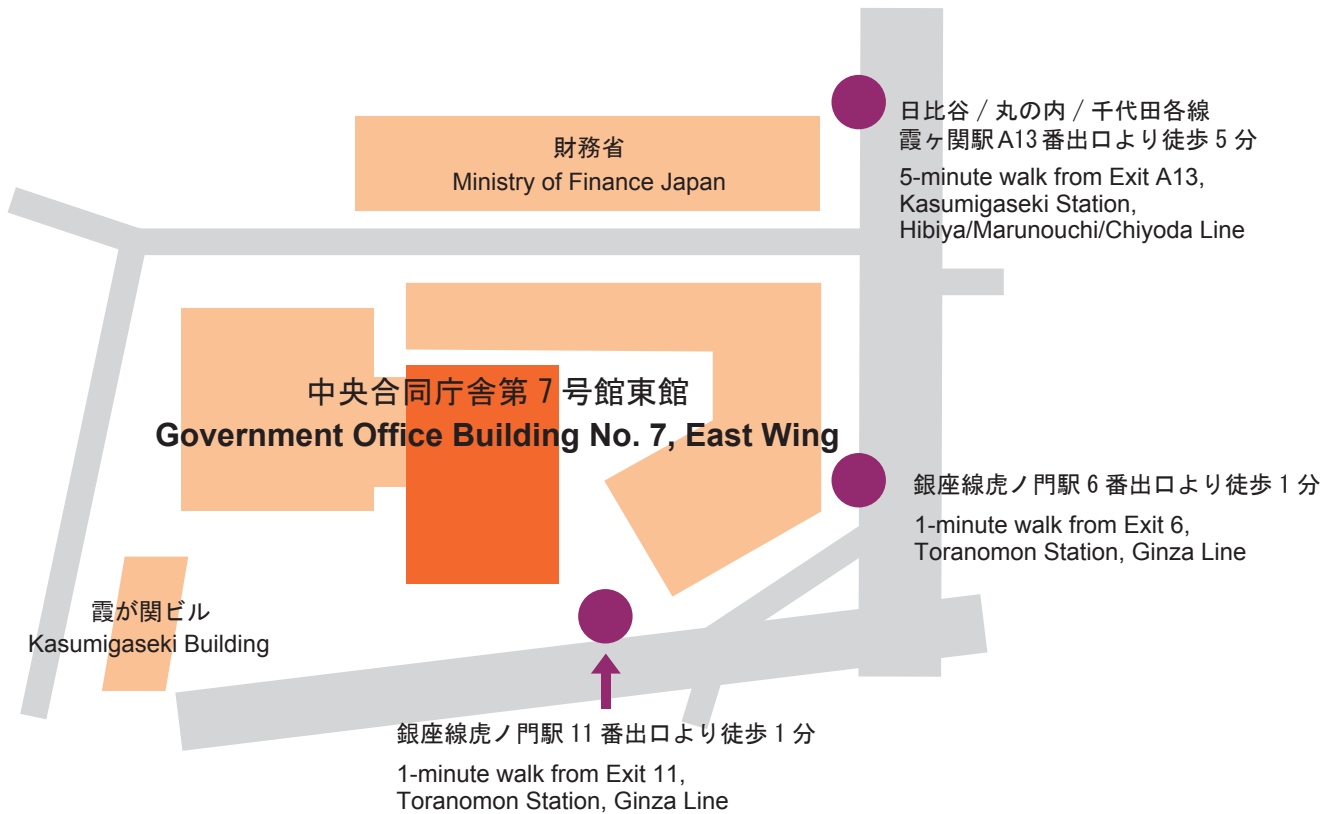 日比谷 / 丸の内 / 千代田各線
霞ヶ関駅A13番出口より徒歩 5 分
5-minute walk from Exit A13,
Kasumigaseki Station,
Hibiya/Marunouchi/Chiyoda Line
財務省
Ministry of Finance Japan
中央合同庁舎第 7 号館東館
Government Office Building No. 7, East Wing
銀座線虎ノ門駅 6 番出口より徒歩 1 分
1-minute walk from Exit 6,
Toranomon Station, Ginza Line
霞が関ビル
Kasumigaseki Building
銀座線虎ノ門駅 11 番出口より徒歩 1 分
1-minute walk from Exit 11,
Toranomon Station, Ginza Line